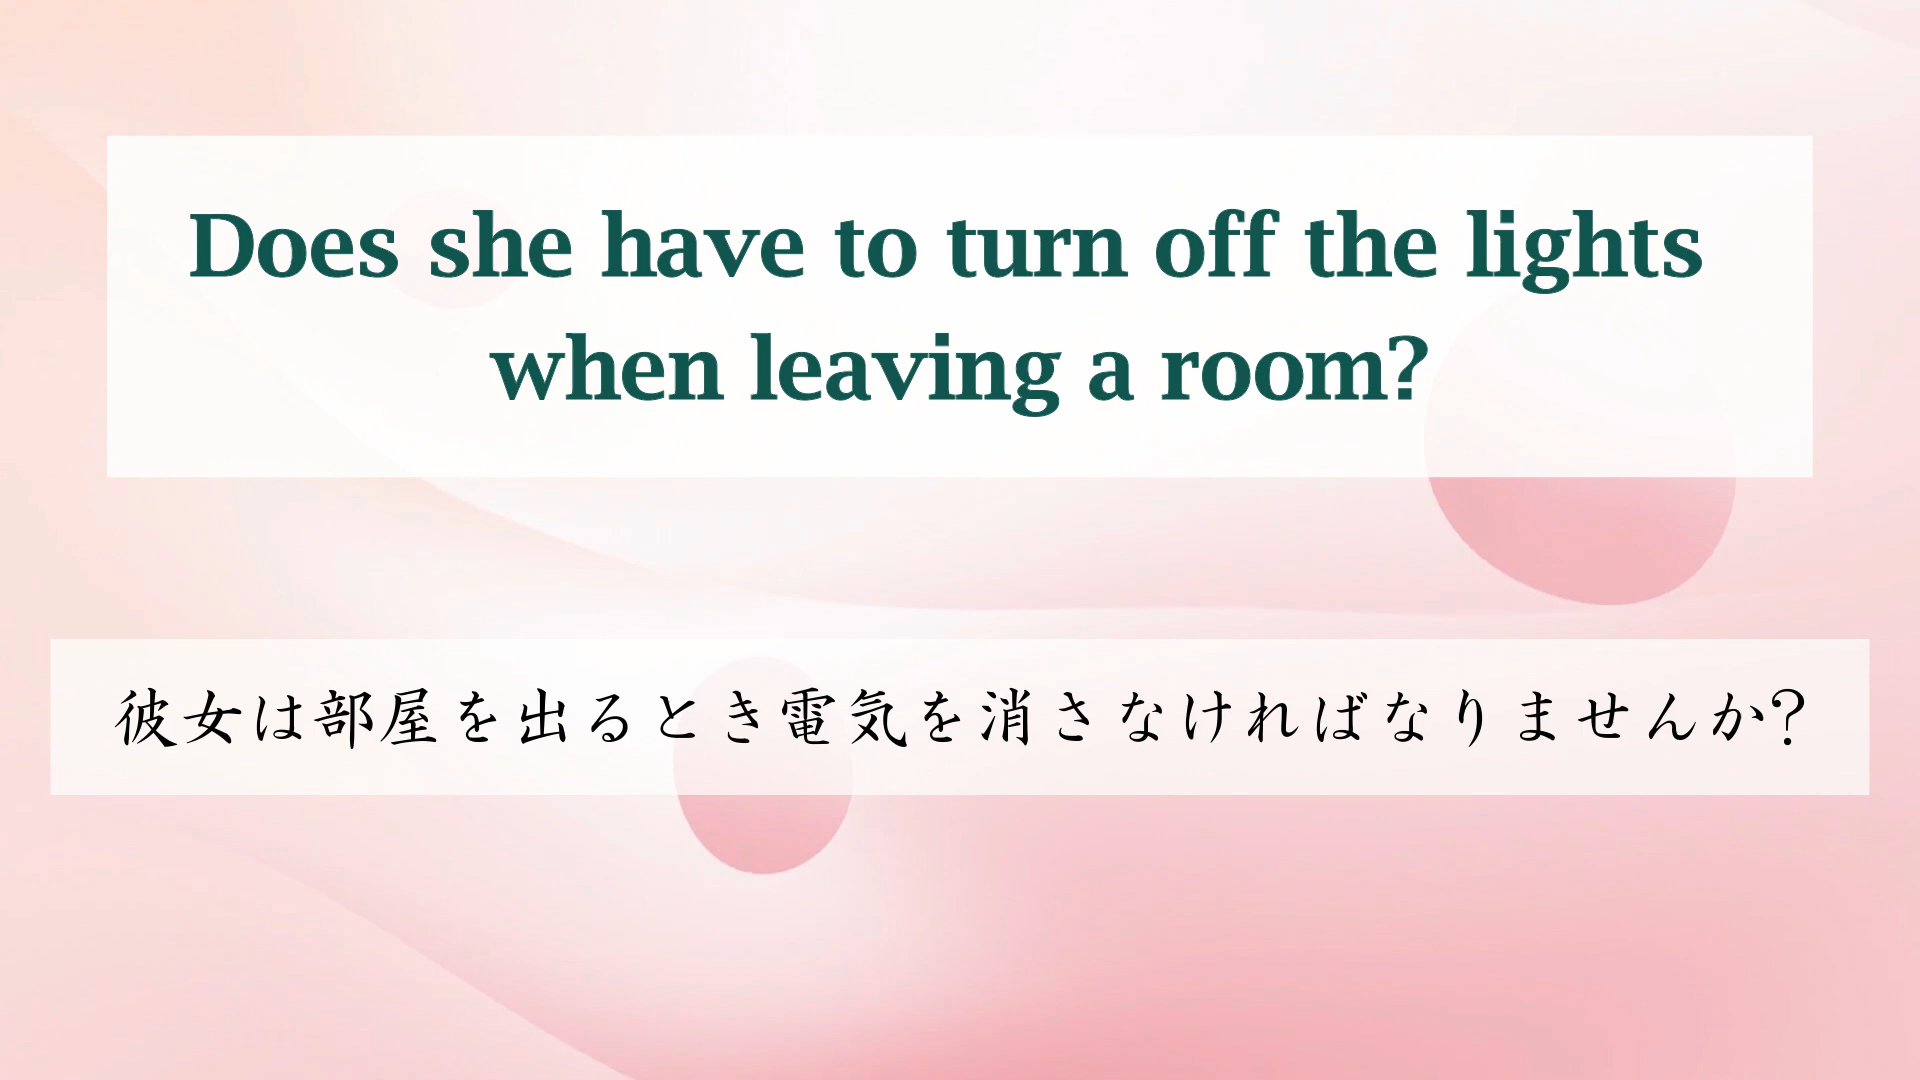 Does she have to turn off the lights
when leaving a room?
彼女は部屋を出るとき電気を消さなければなりませんか?